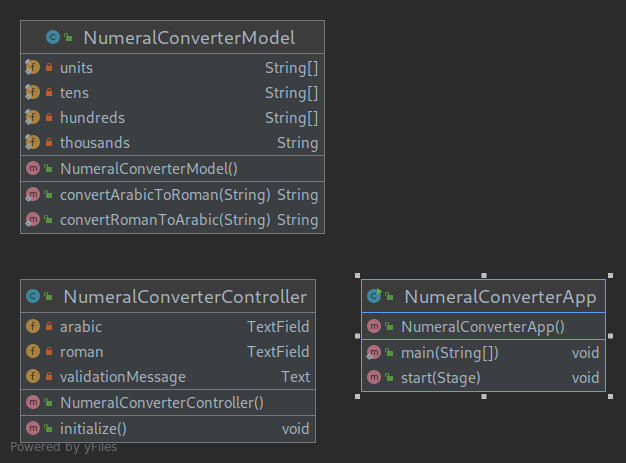 NumeralConverterModel
units String[]
tens String[]
hundreds String[]
thousands String
NumeralConverterModel()
convertArabicToRoman(String) String
convertRomanToArabic(String) String
NumeralConverterController
arabic TextField
roman TextField
validationMessage Text
NumeralConverterController()
initialize() void
NumeralConverterApp
NumeralConverterApp()
main(String[]) void
start(Stage) void
Powered by yFiles